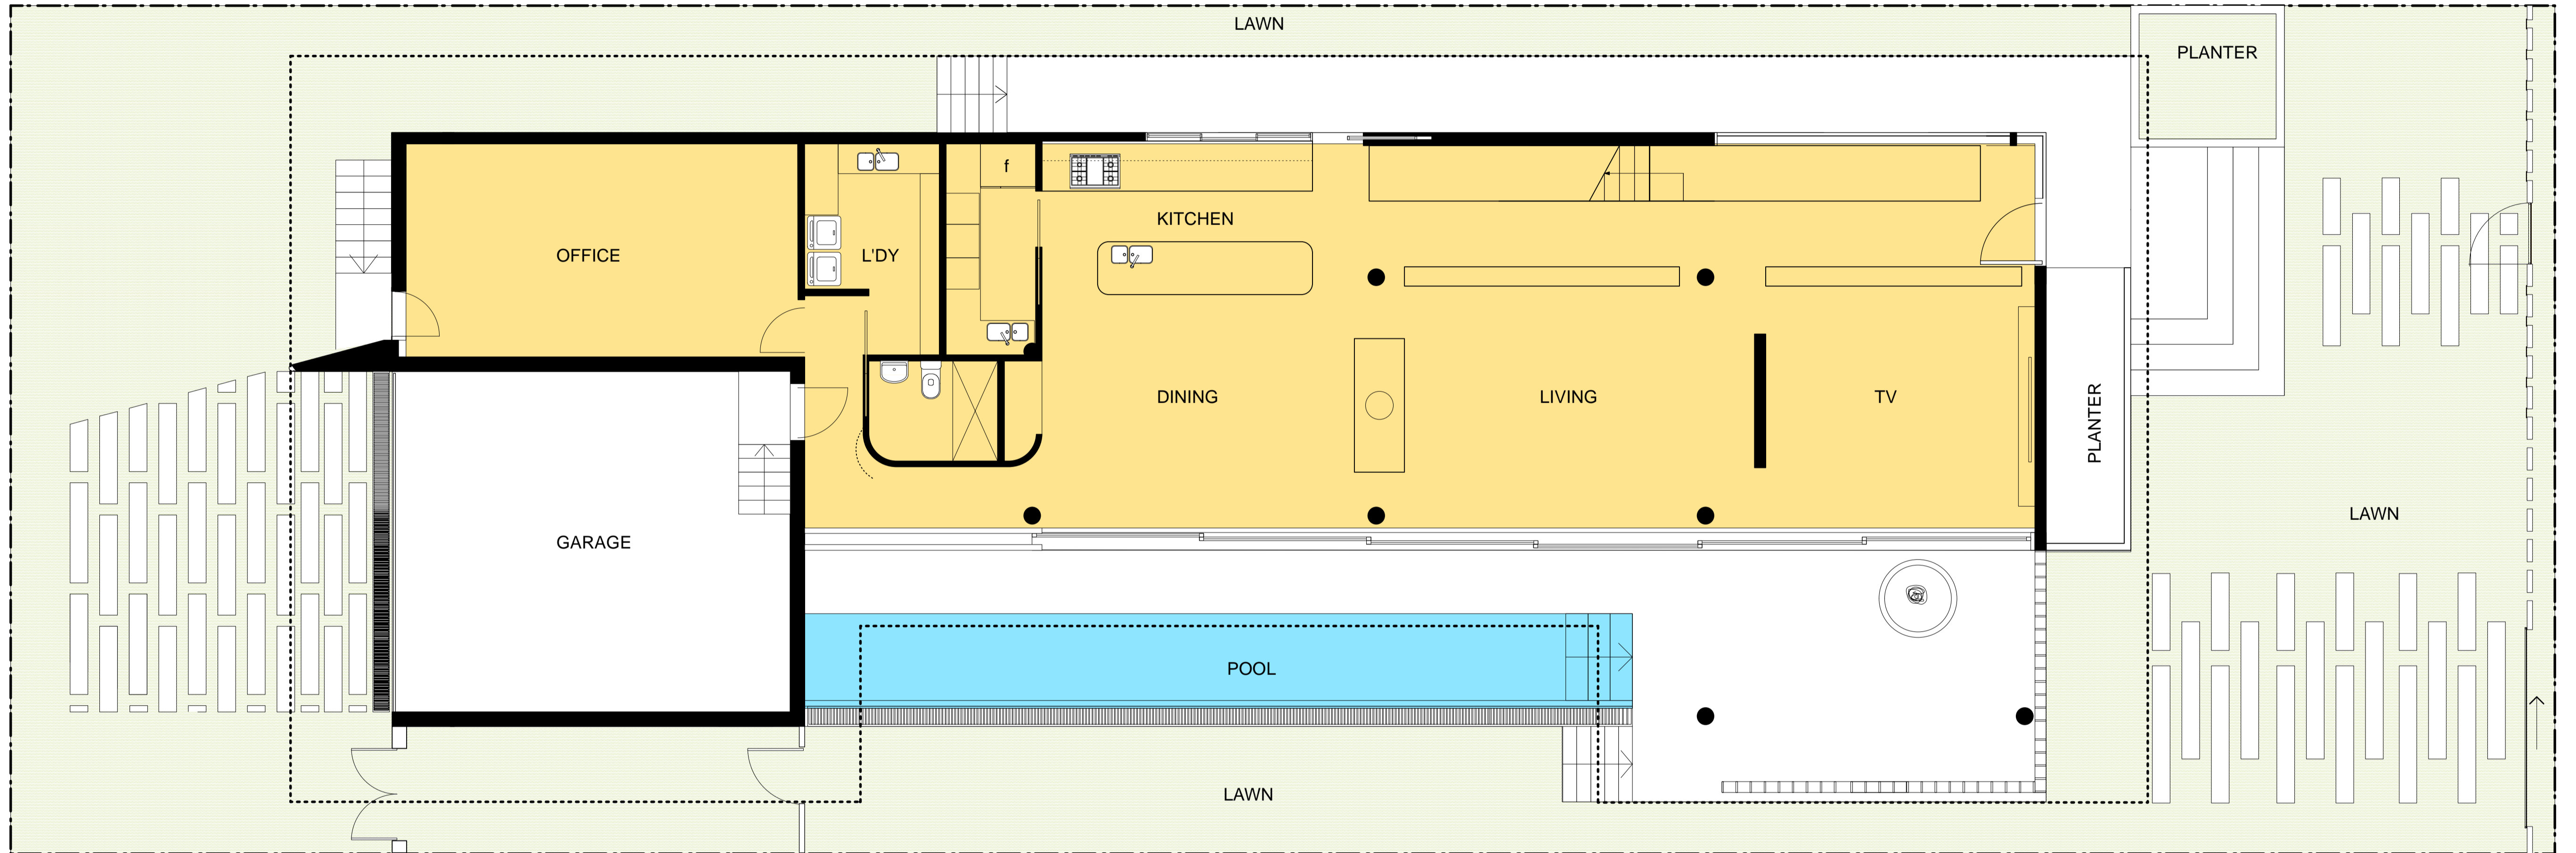 LAWN
PLANTER
f
KITCHEN
OFFICE
L'DY
DINING
LIVING
TV
PLANTER
LAWN
GARAGE
POOL
LAWN